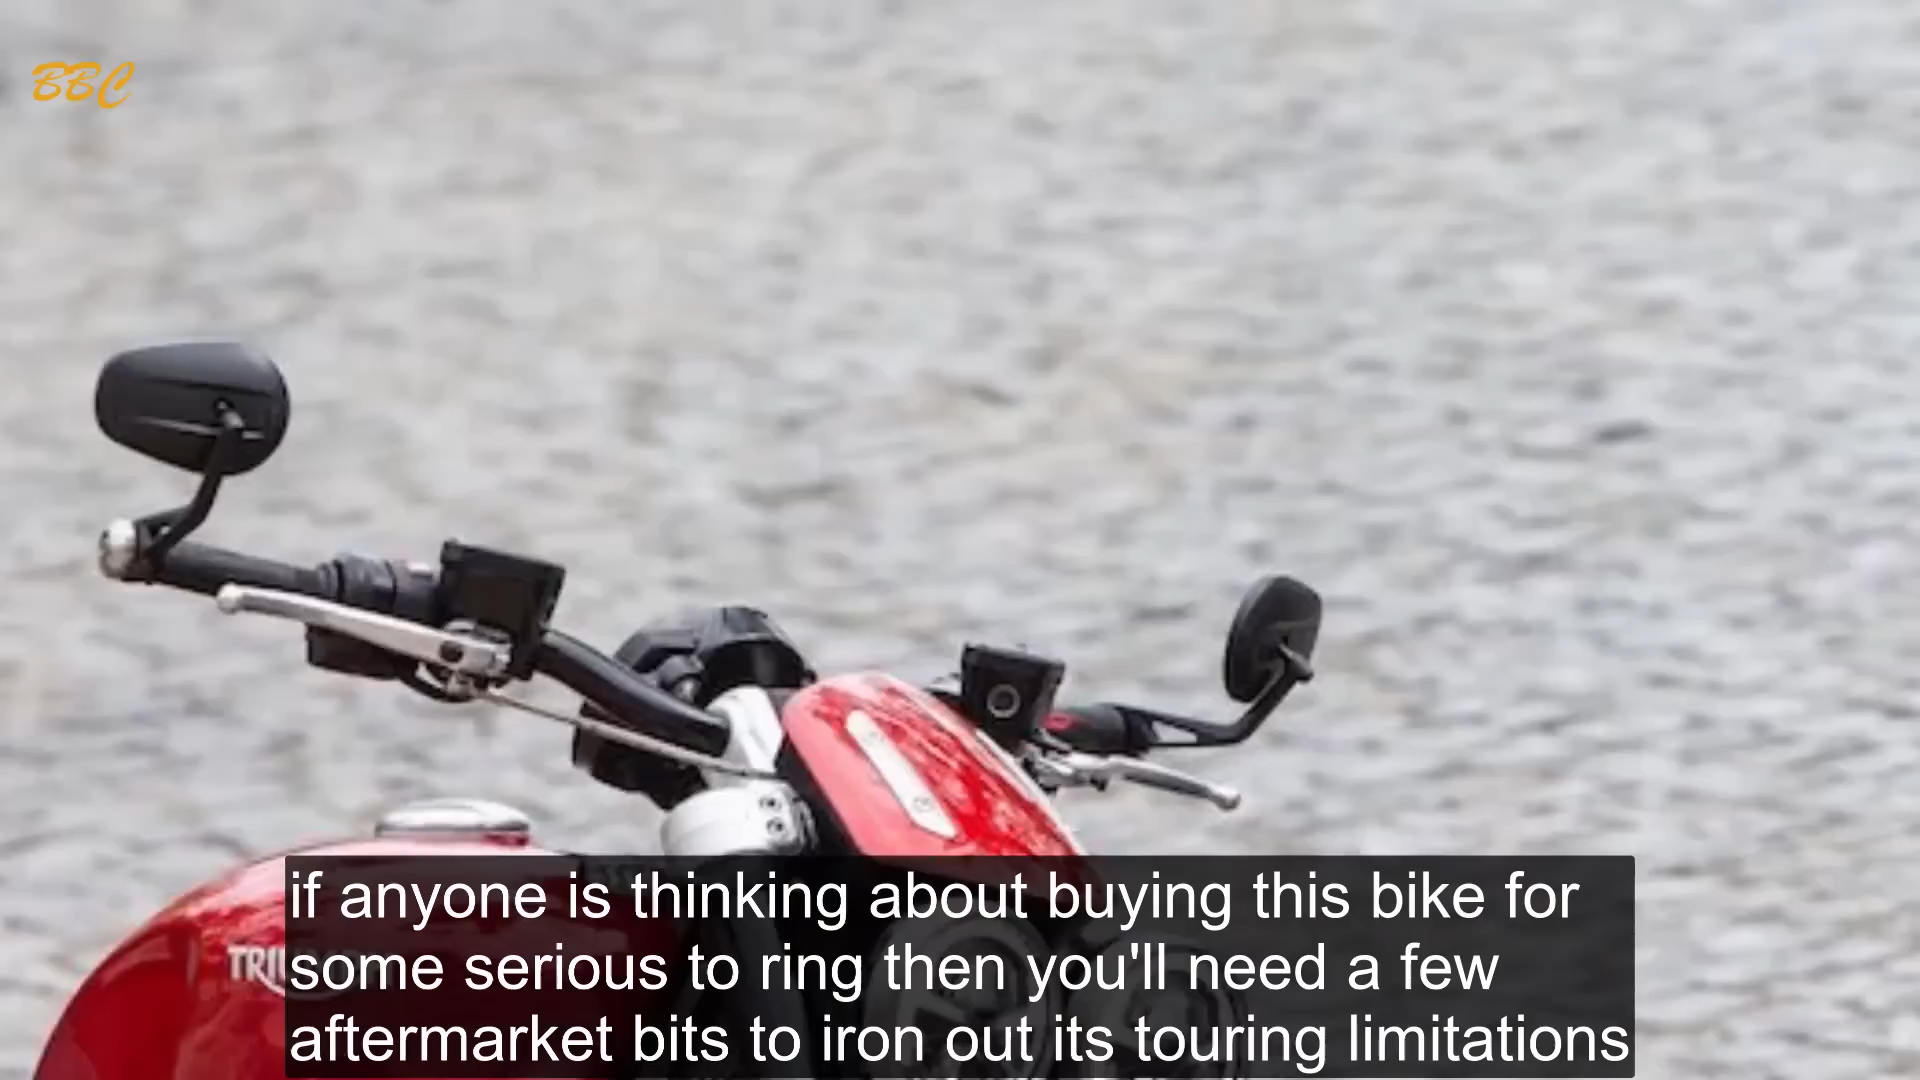 BBC
if anyone is thinking about buying this bike for
some serious to ring then you'll need a few
aftermarket bits to iron out its touring limitations